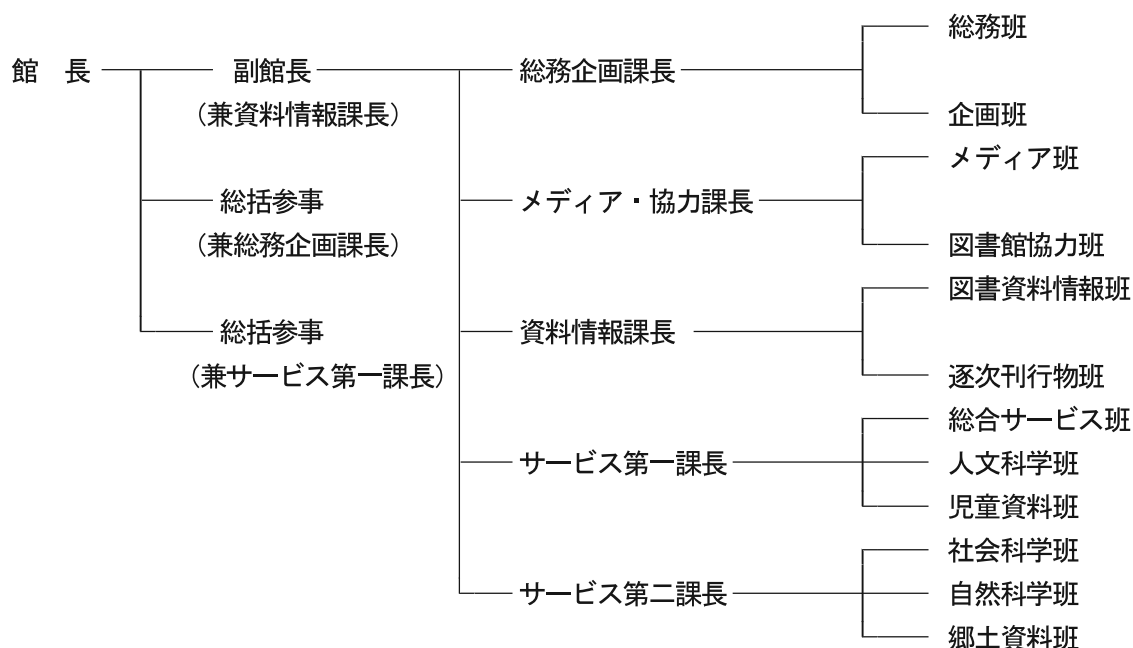 総務班
館　長　副館長　総務企画課長
（兼資料情報課長）　企画班
メディア班
総括参事　メディア・協力課長
（兼総務企画課長）　図書館協力班
図書資料情報班
総括参事　資料情報課長
（兼サービス第一課長）　逐次刊行物班
総合サービス班
サービス第一課長　人文科学班
児童資料班
社会科学班
サービス第二課長　自然科学班
郷土資料班